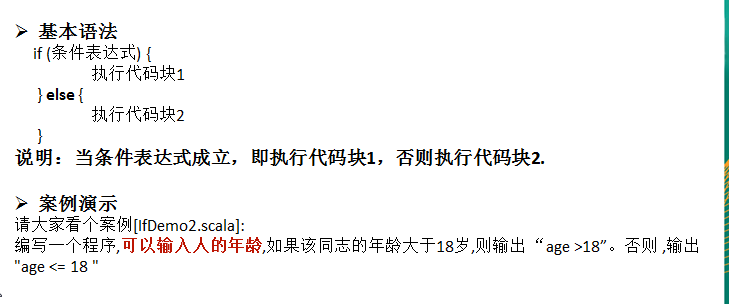 ➢ 基本语法
if (条件表达式) {
执行代码块1
} else {
执行代码块2
}
说明：当条件表达式成立，即执行代码块1，否则执行代码块2.
➢ 案例演示
请大家看个案例[IfDemo2.scala]:
编写一个程序,可以输入人的年龄,如果该同志的年龄大于18岁,则输出 “age >18”。否则 ,输出
"age <= 18 "